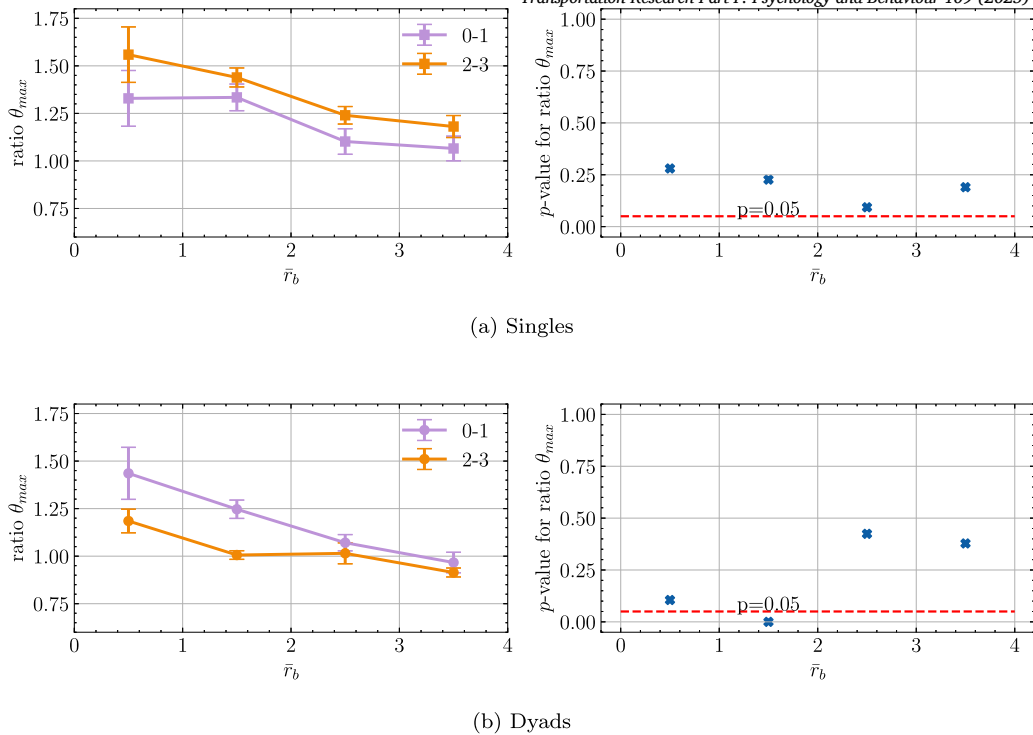 Transportation Research Part F: Psychology and Behaviour 109 (2025)
1.75
1.50
1.25
1.00
0.75
0 1 2 3 4
ratio θmax
r̄b
0-1
2-3
1.00
0.75
0.50
0.25
0.00
0 1 2 3 4
p-value for ratio θmax
r̄b
p=0.05
(a) Singles
1.75
1.50
1.25
1.00
0.75
0 1 2 3 4
ratio θmax
r̄b
0-1
2-3
1.00
0.75
0.50
0.25
0.00
0 1 2 3 4
p-value for ratio θmax
r̄b
p=0.05
(b) Dyads